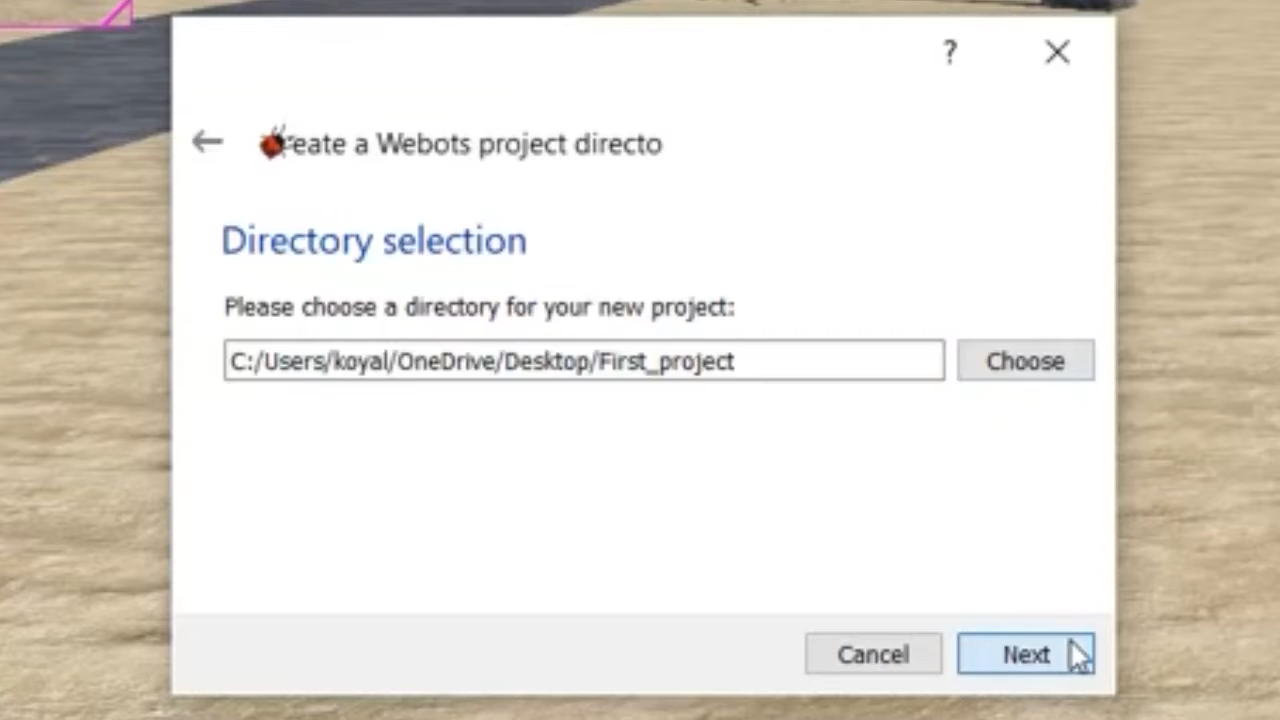 ?
eate a Webots project directo
Directory selection
Please choose a directory for your new project:
C:/Users/koyal/OneDrive/Desktop/First_project
Choose
Cancel
Next